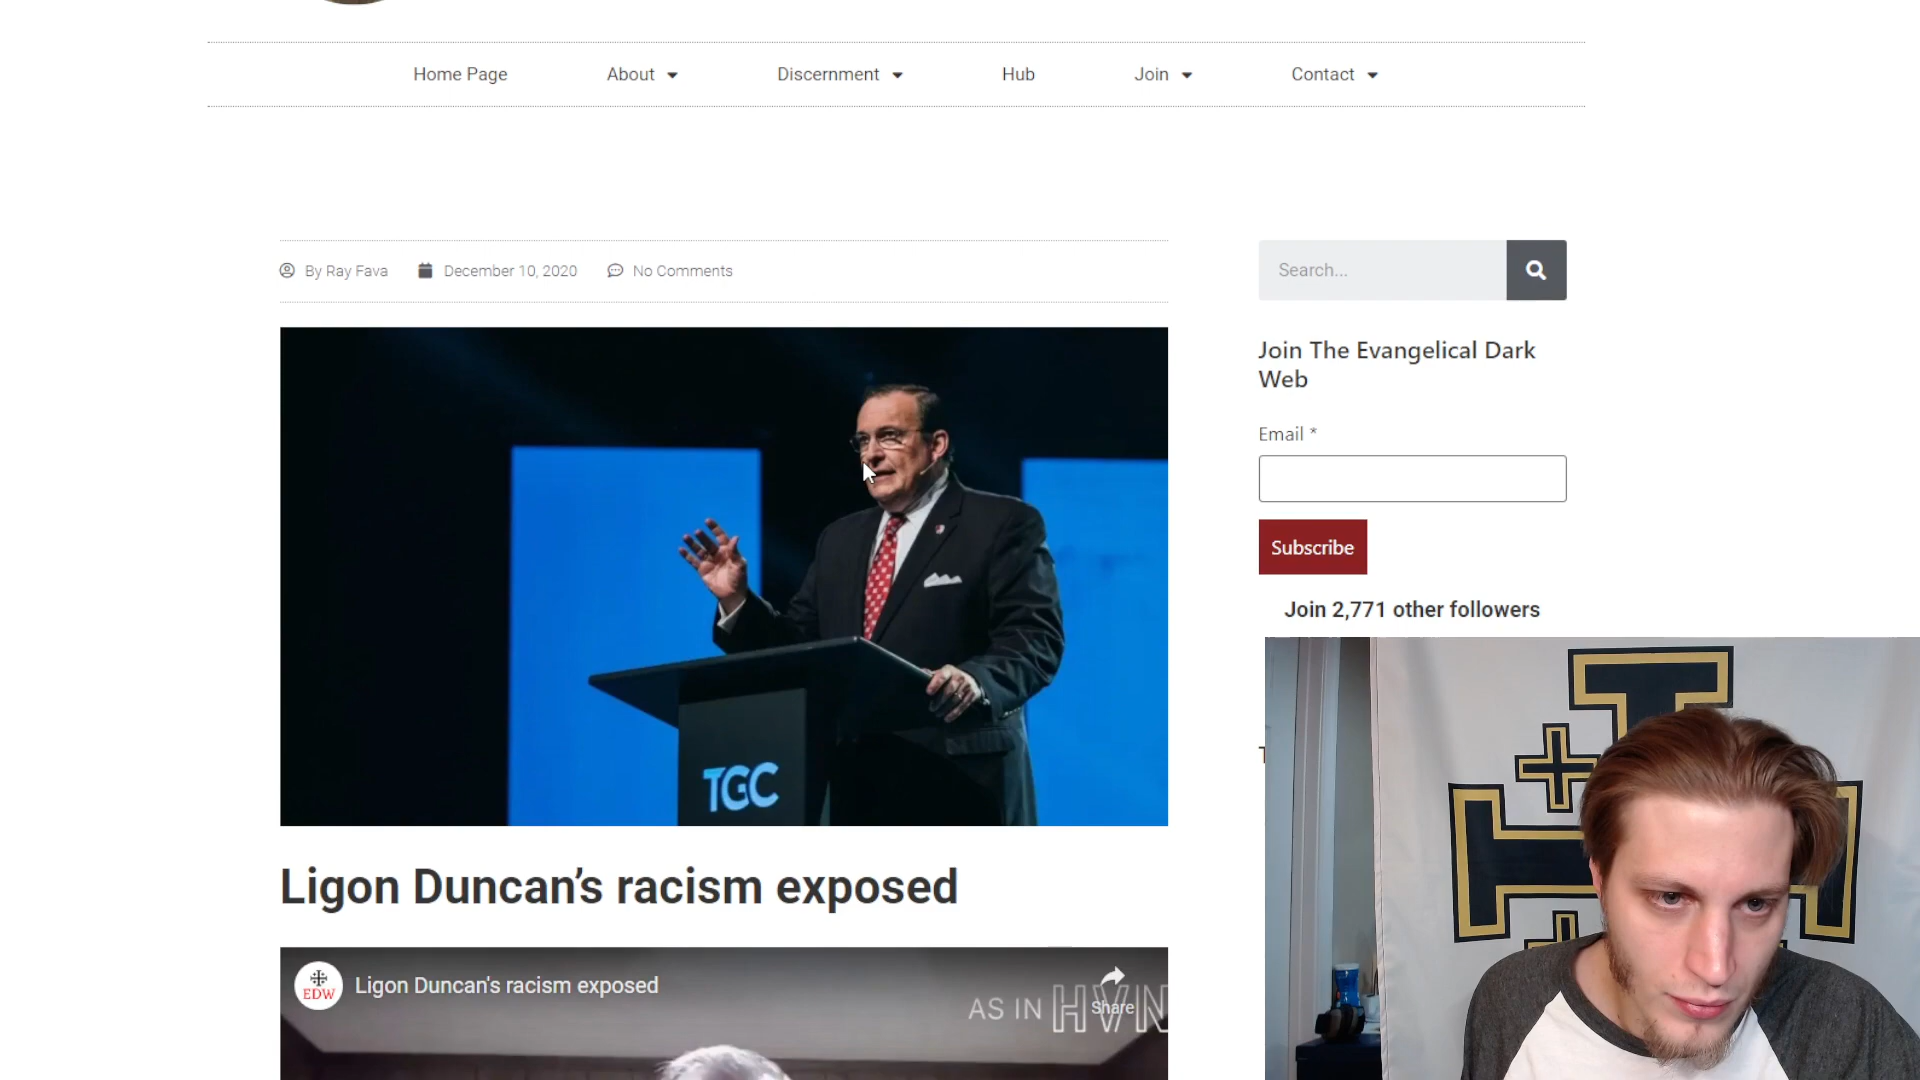 Home Page
About
Discernment
Hub
Join
Contact
By Ray Fava
December 10, 2020
No Comments
Search...
Join The Evangelical Dark
Web
Email *
Subscribe
Join 2,771 other followers
TGC
Ligon Duncan’s racism exposed
EDW
Ligon Duncan's racism exposed
Share
AS IN HVN